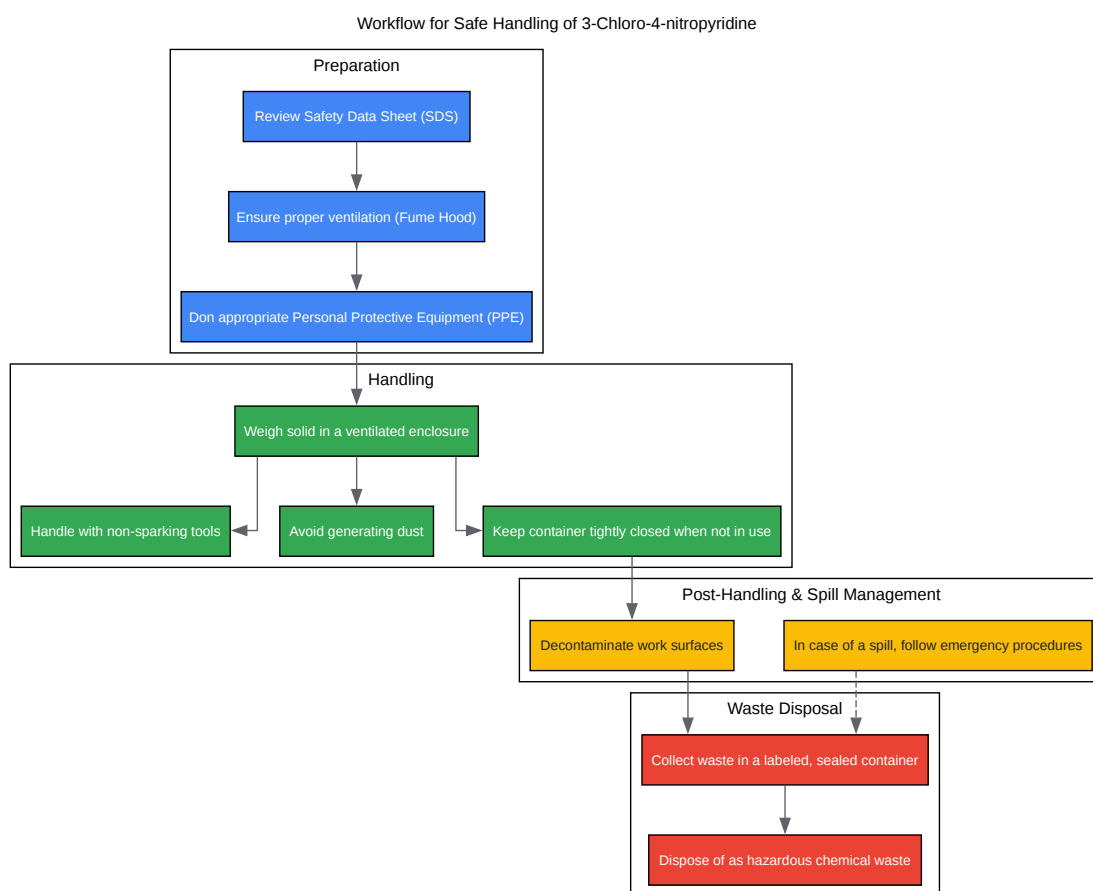 Workflow for Safe Handling of 3-Chloro-4-nitropyridine
Preparation
Review Safety Data Sheet (SDS)
Ensure proper ventilation (Fume Hood)
Don appropriate Personal Protective Equipment (PPE)
Handling
Weigh solid in a ventilated enclosure
Handle with non-sparking tools
Avoid generating dust
Keep container tightly closed when not in use
Post-Handling & Spill Management
Decontaminate work surfaces
In case of a spill, follow emergency procedures
Waste Disposal
Collect waste in a labeled, sealed container
Dispose of as hazardous chemical waste